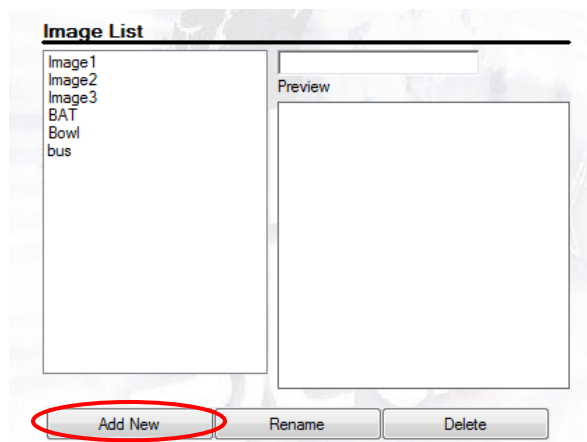 Image List
Image1
Image2
Image3
BAT
Bowl
bus
Preview
Add New
Rename
Delete